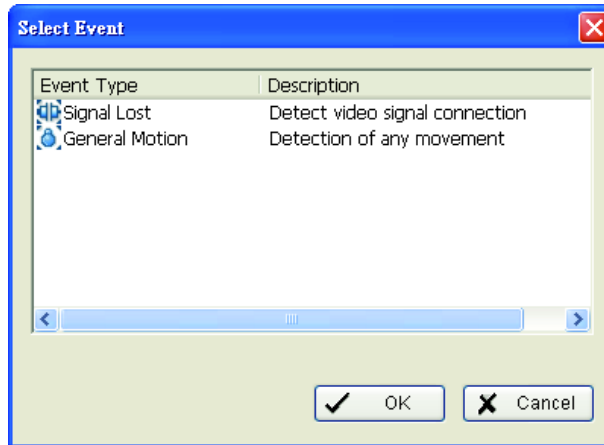 Select Event
Event Type Description
Signal Lost Detect video signal connection
General Motion Detection of any movement
OK Cancel